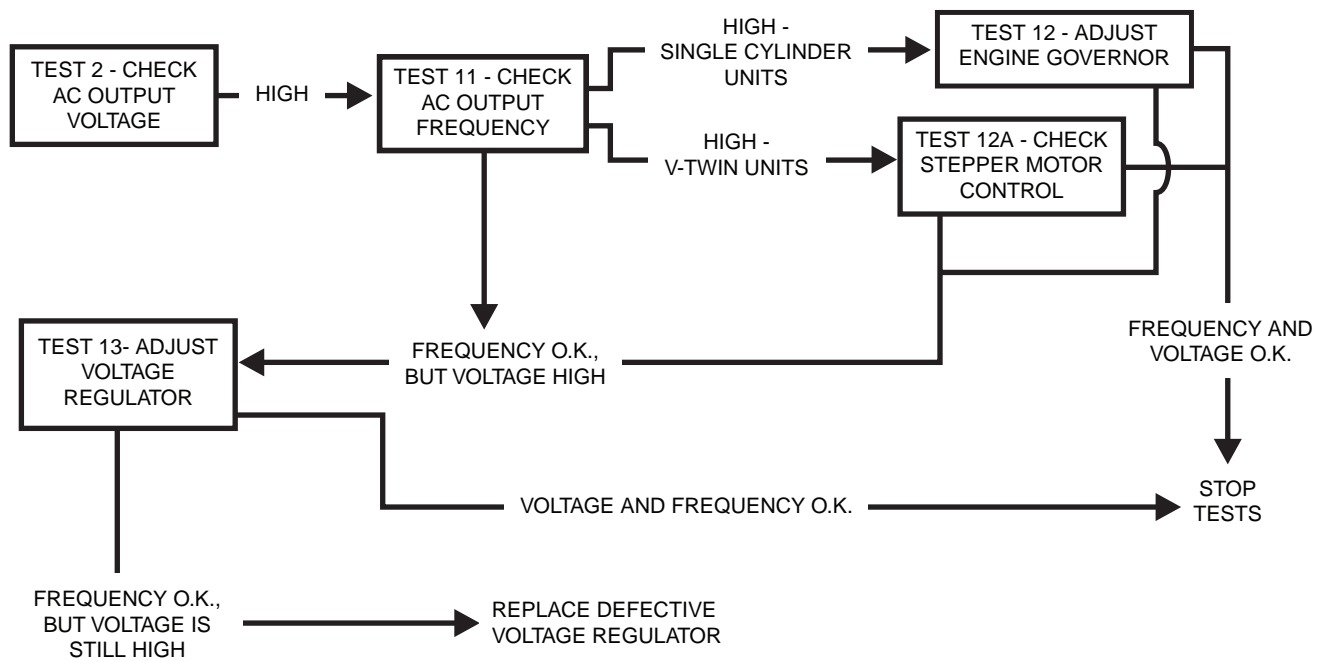 TEST 2 - CHECK
AC OUTPUT
VOLTAGE
HIGH
TEST 11 - CHECK
AC OUTPUT
FREQUENCY
HIGH -
SINGLE CYLINDER
UNITS
TEST 12 - ADJUST
ENGINE GOVERNOR
HIGH -
V-TWIN UNITS
TEST 12A - CHECK
STEPPER MOTOR
CONTROL
FREQUENCY AND
VOLTAGE O.K.
TEST 13- ADJUST
VOLTAGE
REGULATOR
FREQUENCY O.K.,
BUT VOLTAGE HIGH
VOLTAGE AND FREQUENCY O.K.
STOP
TESTS
FREQUENCY O.K.,
BUT VOLTAGE IS
STILL HIGH
REPLACE DEFECTIVE
VOLTAGE REGULATOR